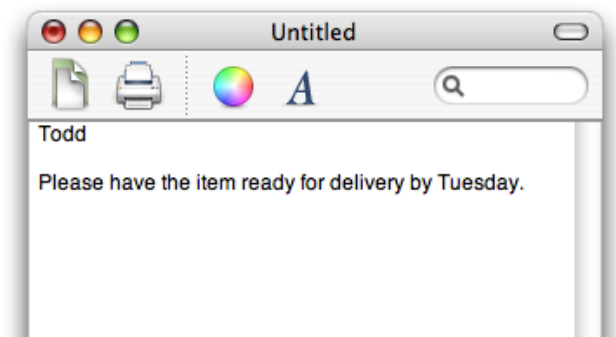 Untitled
A
Todd
Please have the item ready for delivery by Tuesday.